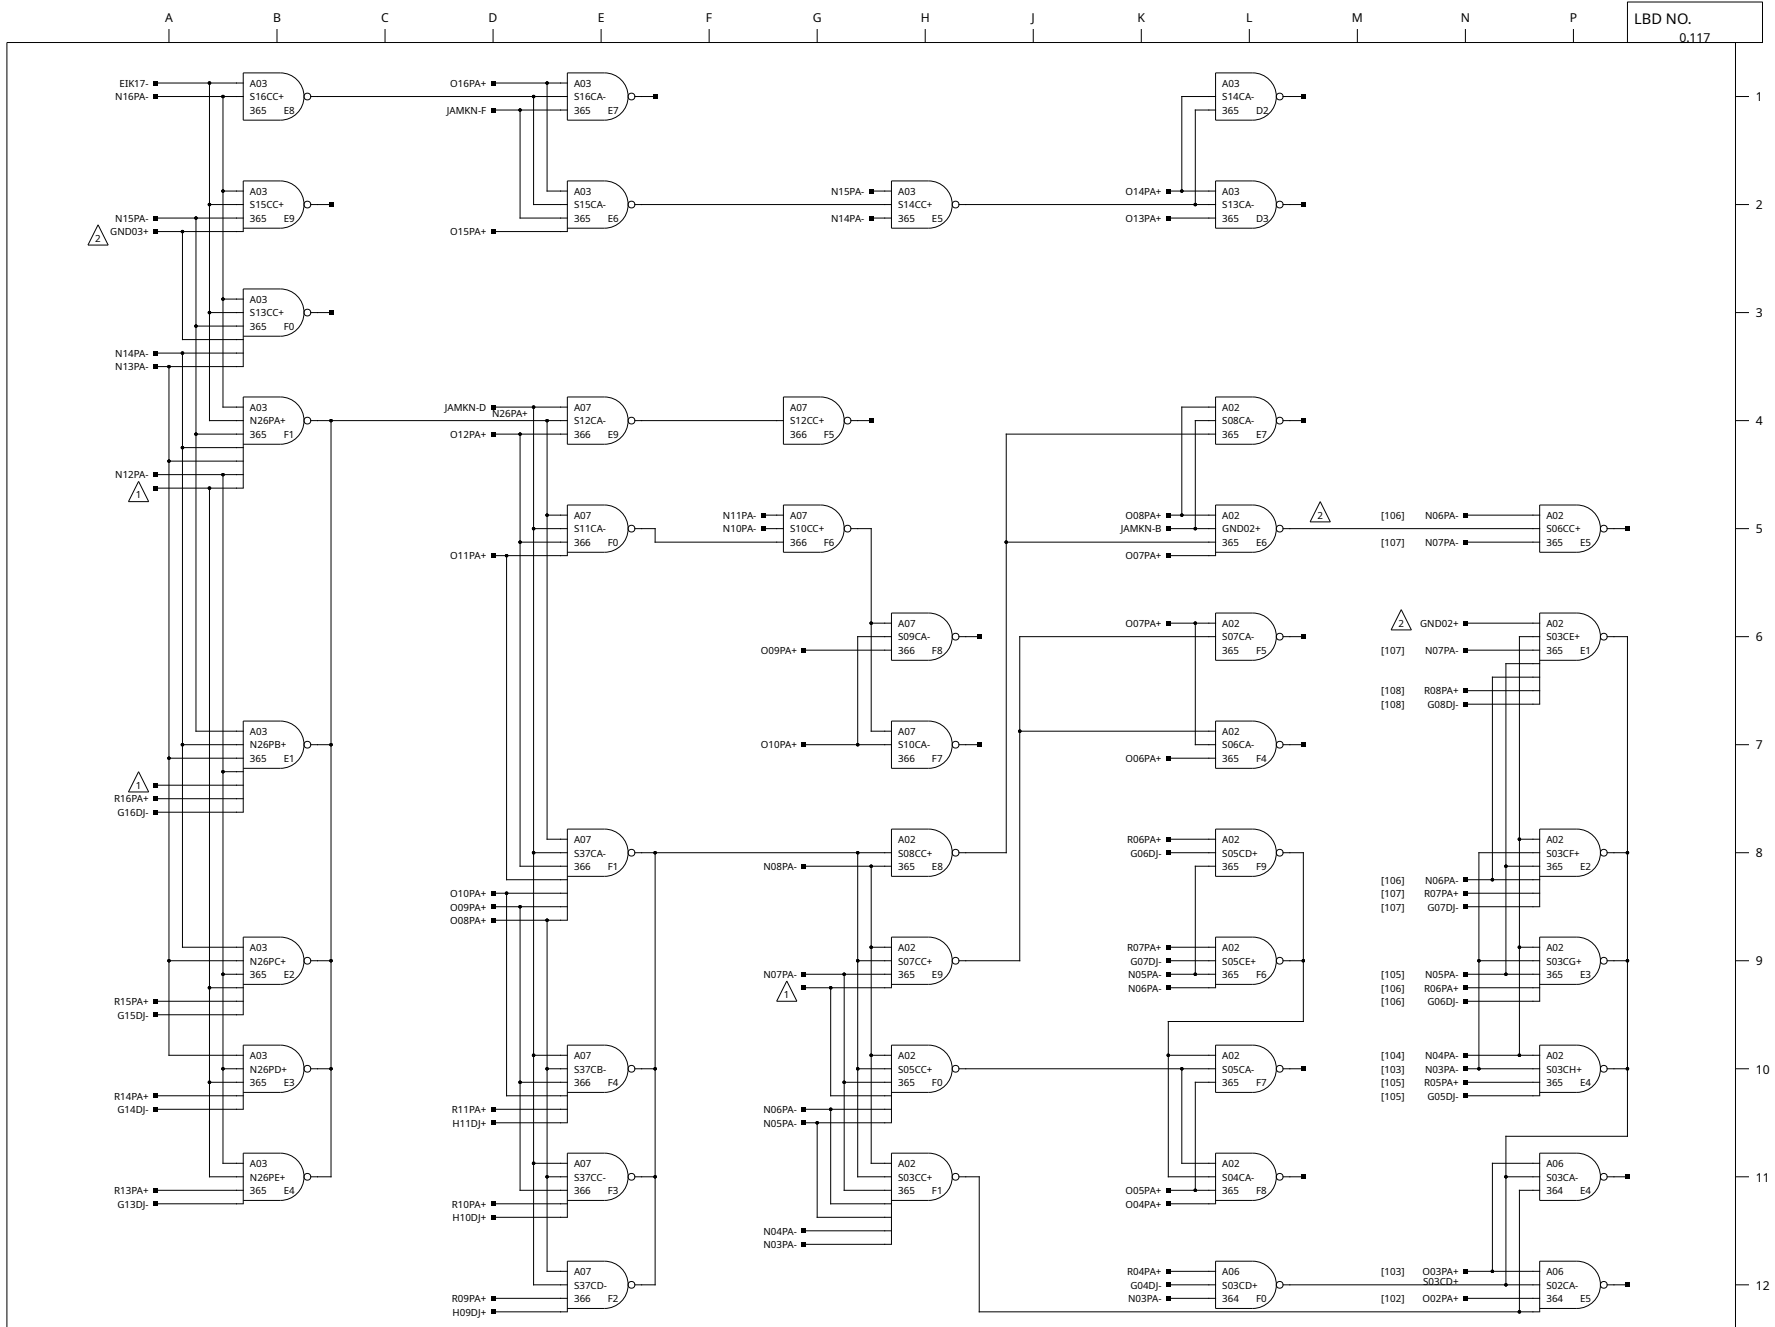 A B C D E F G H J K L M N P
LBD NO.
0.117
EIK17-
N16PA-
A03
S16CC+
365 E8
O16PA+
JAMKN-F
A03
S16CA-
365 E7
A03
S14CA-
365 D2
1
N15PA-
2 GND03+
A03
S15CC+
365 E9
O15PA+
A03
S15CA-
365 E6
N15PA-
N14PA-
A03
S14CC+
365 E5
O14PA+
O13PA+
A03
S13CA-
365 D3
2
N14PA-
N13PA-
A03
S13CC+
365 F0
3
N12PA-
1
A03
N26PA+
365 F1
JAMKN-D
N26PA+
O12PA+
A07
S12CA-
366 E9
A07
S12CC+
366 F5
A02
S08CA-
365 E7
4
O11PA+
A07
S11CA-
366 F0
N11PA-
N10PA-
A07
S10CC+
366 F6
O08PA+
JAMKN-B
O07PA+
A02
GND02+
365 E6
2
[106] N06PA-
[107] N07PA-
A02
S06CC+
365 E5
5
O09PA+
A07
S09CA-
366 F8
O07PA+
A02
S07CA-
365 F5
2 GND02+
[107] N07PA-
[108] R08PA+
[108] G08DJ-
A02
S03CE+
365 E1
6
1
R16PA+
G16DJ-
A03
N26PB+
365 E1
O10PA+
A07
S10CA-
366 F7
O06PA+
A02
S06CA-
365 F4
7
O10PA+
O09PA+
O08PA+
A07
S37CA-
366 F1
N08PA-
A02
S08CC+
365 E8
R06PA+
G06DJ-
A02
S05CD+
365 F9
[106] N06PA-
[107] R07PA+
[107] G07DJ-
A02
S03CF+
365 E2
8
R15PA+
G15DJ-
A03
N26PC+
365 E2
N07PA-
1
A02
S07CC+
365 E9
R07PA+
G07DJ-
N05PA-
N06PA-
A02
S05CE+
365 F6
[105] N05PA-
[106] R06PA+
[106] G06DJ-
A02
S03CG+
365 E3
9
R14PA+
G14DJ-
A03
N26PD+
365 E3
R11PA+
H11DJ+
A07
S37CB-
366 F4
N06PA-
N05PA-
A02
S05CC+
365 F0
A02
S05CA-
365 F7
[104] N04PA-
[103] N03PA-
[105] R05PA+
[105] G05DJ-
A02
S03CH+
365 E4
10
R13PA+
G13DJ-
A03
N26PE+
365 E4
R10PA+
H10DJ+
A07
S37CC-
366 F3
N04PA-
N03PA-
A02
S03CC+
365 F1
O05PA+
O04PA+
A02
S04CA-
365 F8
A06
S03CA-
364 E4
11
R09PA+
H09DJ+
A07
S37CD-
366 F2
R04PA+
G04DJ-
N03PA-
A06
S03CD+
364 F0
[103] O03PA+
S03CD+
[102] O02PA+
A06
S02CA-
364 E5
12